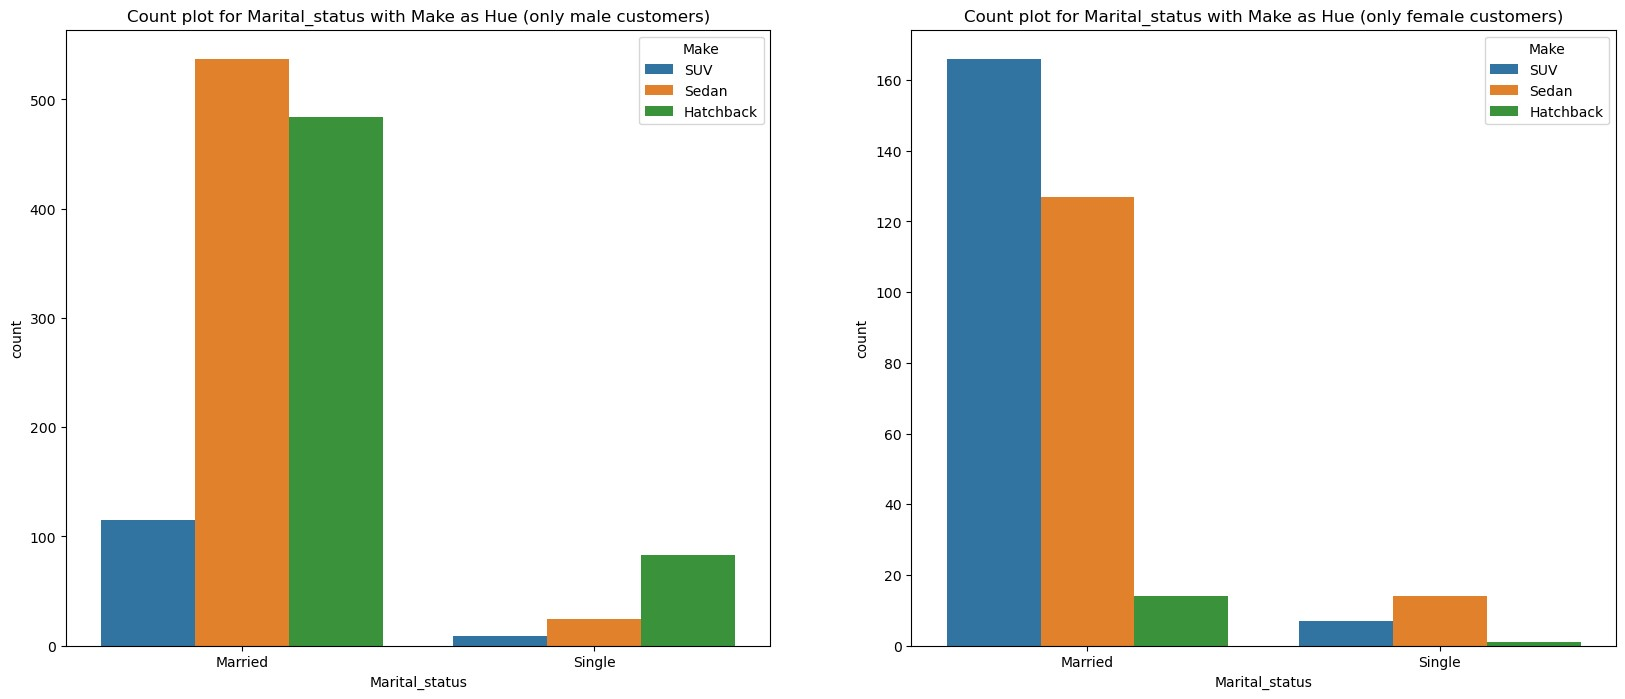 Count plot for Marital_status with Make as Hue (only male customers)
Make
SUV
Sedan
Hatchback
500
400
300
200
100
0
count
Married
Single
Marital_status
Count plot for Marital_status with Make as Hue (only female customers)
Make
SUV
Sedan
Hatchback
160
140
120
100
80
60
40
20
0
count
Married
Single
Marital_status